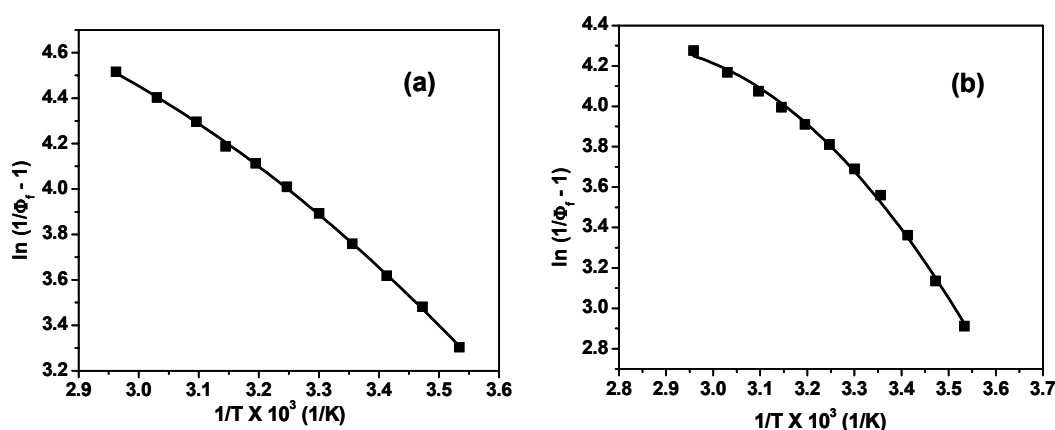 4.6
4.4
4.2
4.0
3.8
3.6
3.4
3.2
2.9 3.0 3.1 3.2 3.3 3.4 3.5 3.6
ln (1/Φf - 1)
1/T X 10³ (1/K)
(a)
4.4
4.2
4.0
3.8
3.6
3.4
3.2
3.0
2.8
2.8 2.9 3.0 3.1 3.2 3.3 3.4 3.5 3.6 3.7
ln (1/Φf - 1)
1/T X 10³ (1/K)
(b)